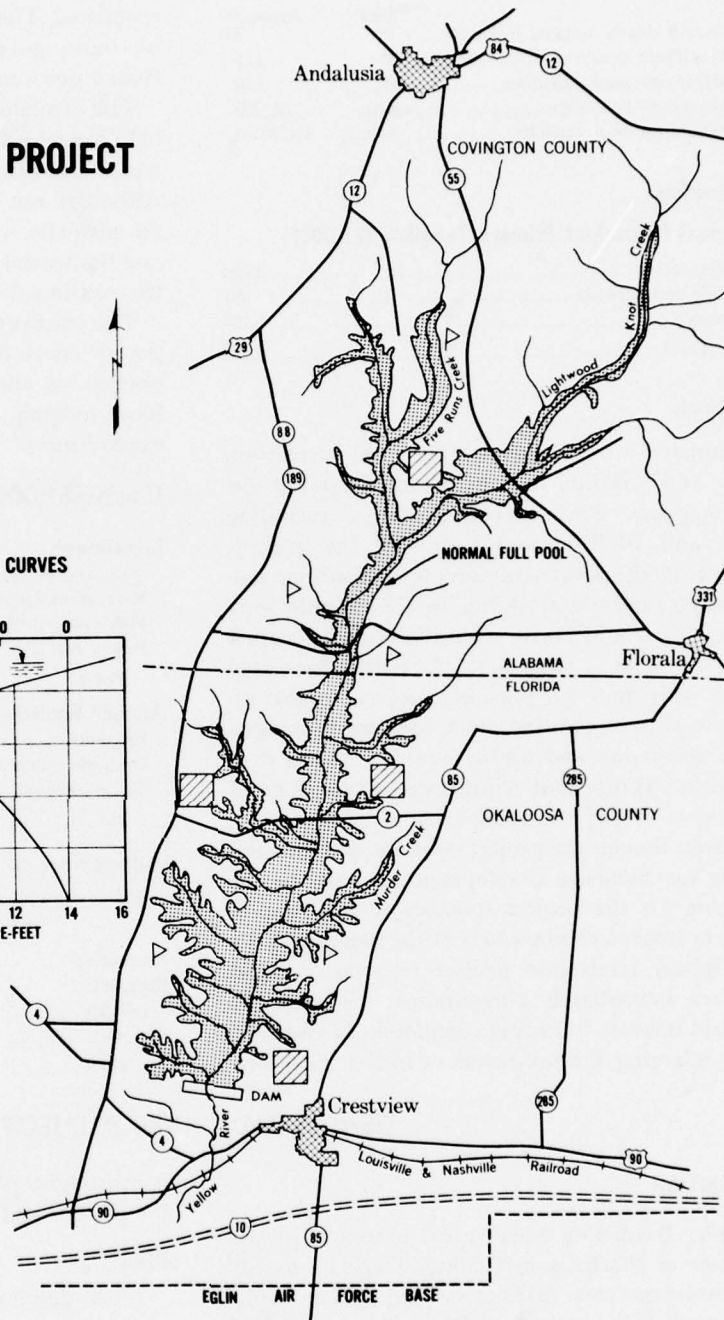 Andalusia
84
12
COVINGTON COUNTY
PROJECT
12
55
Creek
Knot
Lightwood
29
Five Runs Creek
88
189
CURVES
NORMAL FULL POOL
331
0
ALABAMA
Florala
FLORIDA
85
285
2
OKALOOSA COUNTY
Murder Creek
12 14 16
E-FEET
4
DAM
Crestview
285
4
River
Yellow
Louisville & Nashville Railroad
90
90
10
85
EGLIN AIR FORCE BASE